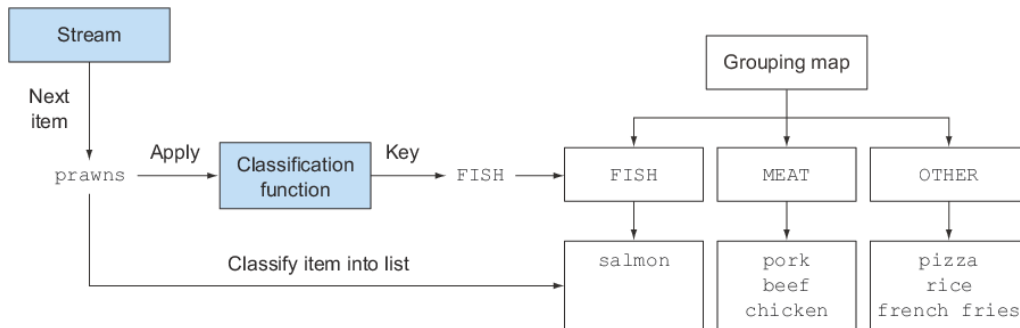 Stream
Grouping map
Next
item
prawns
Apply
Classification
function
Key
FISH
FISH
MEAT
OTHER
Classify item into list
salmon
pork
beef
chicken
pizza
rice
french fries